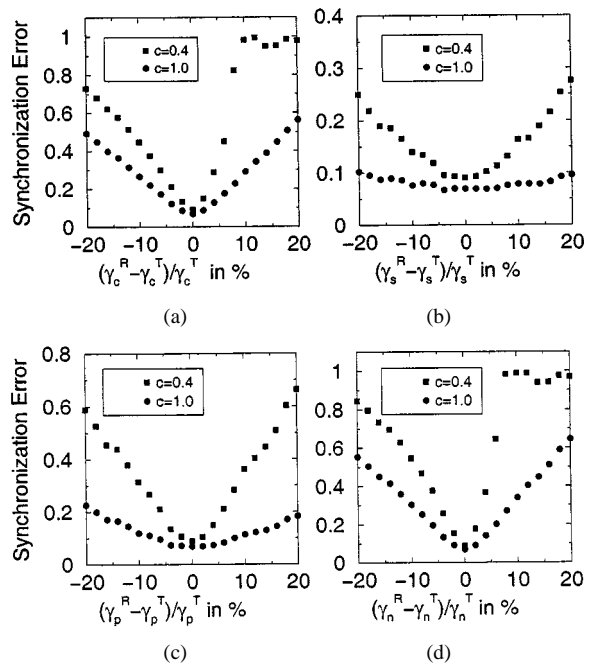 Synchronization Error
1
0.8
0.6
0.4
0.2
0
c=0.4
c=1.0
−20 −10 0 10 20
(γc^R−γc^T)/γc^T in %
(a)
0.4
0.3
0.2
0.1
0
c=0.4
c=1.0
−20 −10 0 10 20
(γs^R−γs^T)/γs^T in %
(b)
Synchronization Error
0.8
0.6
0.4
0.2
0
c=0.4
c=1.0
−20 −10 0 10 20
(γp^R−γp^T)/γp^T in %
(c)
1
0.8
0.6
0.4
0.2
0
c=0.4
c=1.0
−20 −10 0 10 20
(γn^R−γn^T)/γn^T in %
(d)